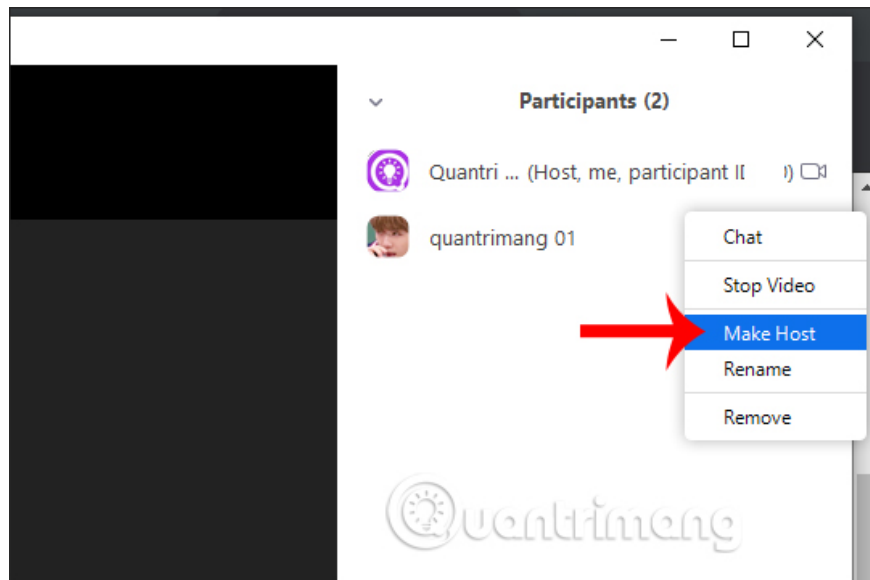 Participants (2)
Quantri ... (Host, me, participant I
quantrimang 01
Chat
Stop Video
Make Host
Rename
Remove
Quantrimang